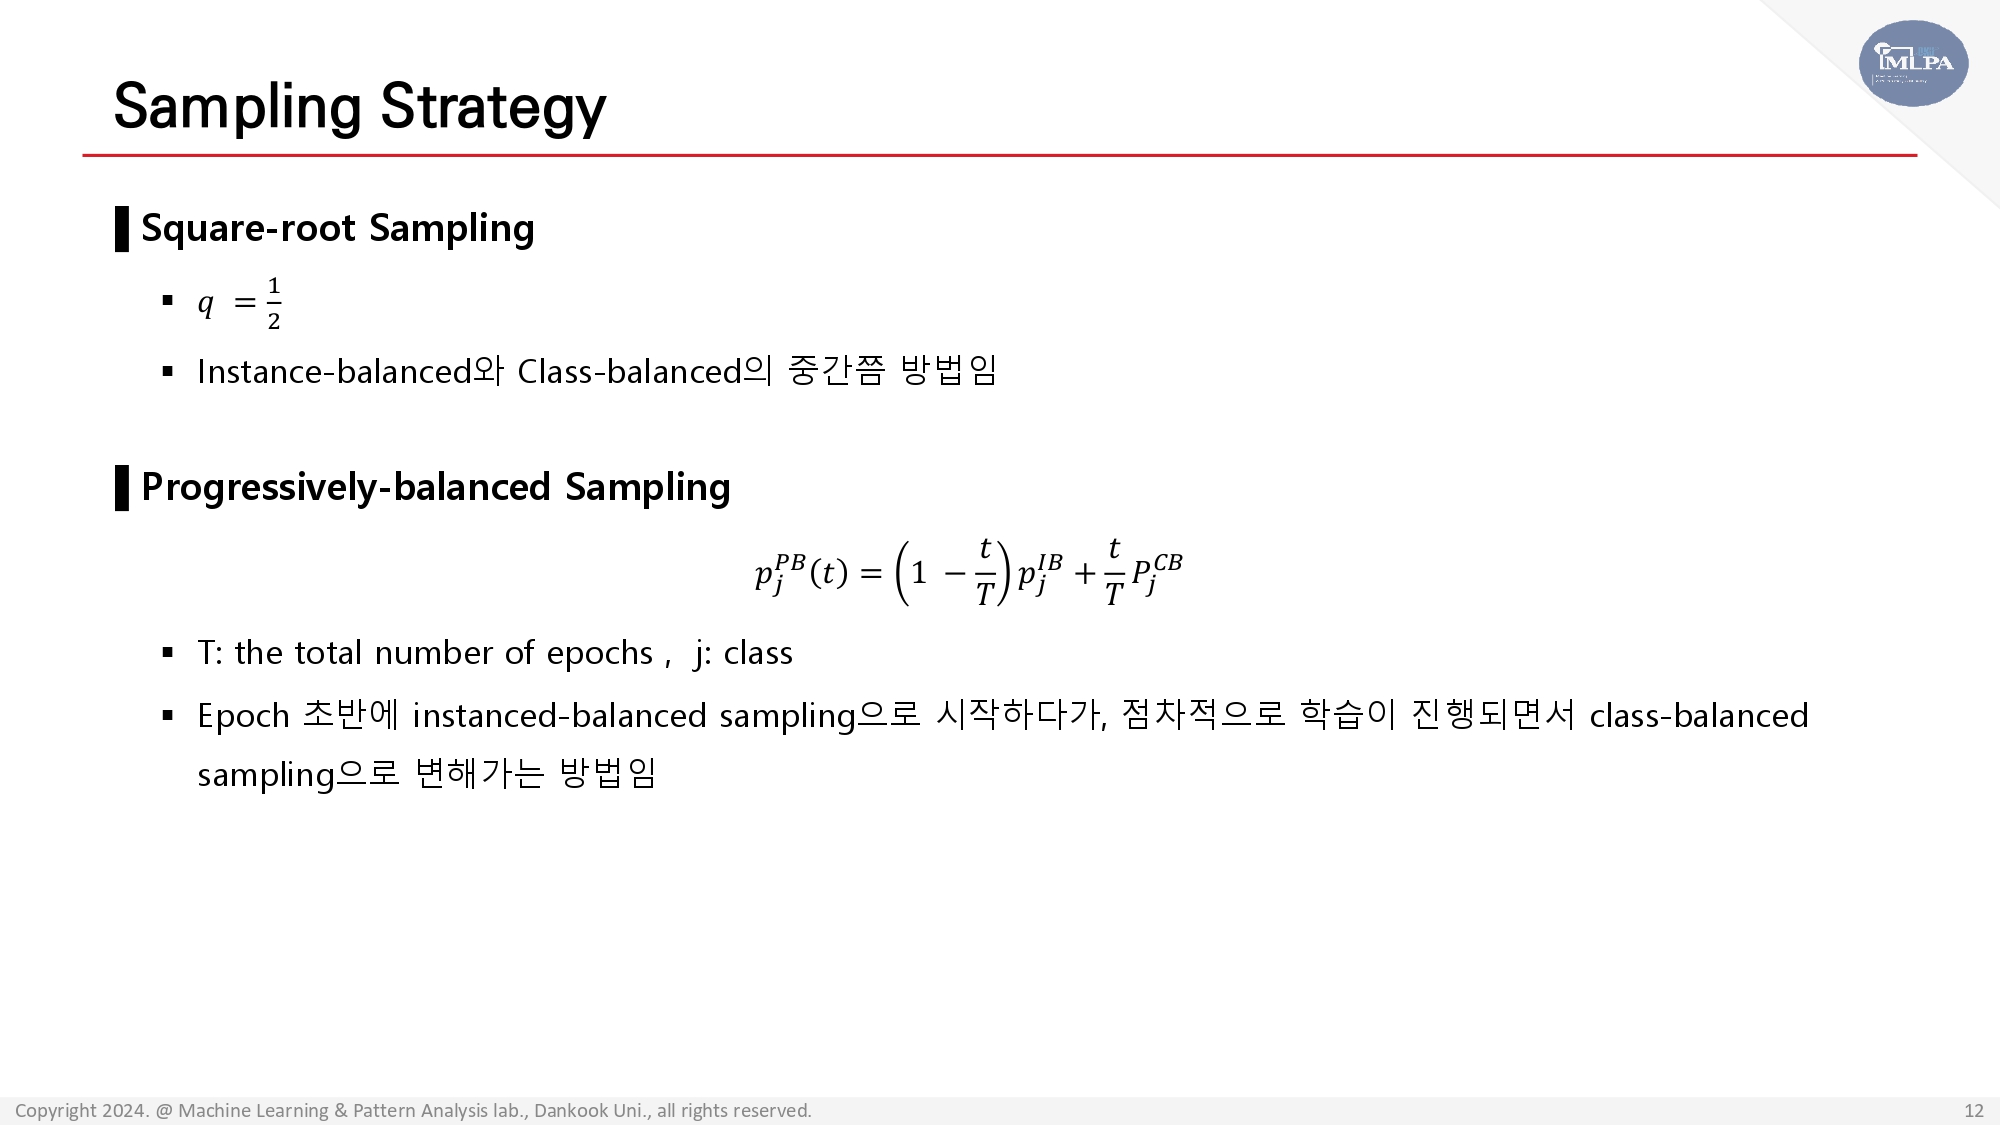 MLPA
Sampling Strategy
Square-root Sampling
▪ q = 1/2
▪ Instance-balanced와 Class-balanced의 중간쯤 방법임
Progressively-balanced Sampling
p_j^{PB}(t) = (1 − t/T) p_j^{IB} + t/T P_j^{CB}
▪ T: the total number of epochs , j: class
▪ Epoch 초반에 instanced-balanced sampling으로 시작하다가, 점차적으로 학습이 진행되면서 class-balanced
sampling으로 변해가는 방법임
Copyright 2024. @ Machine Learning & Pattern Analysis lab., Dankook Uni., all rights reserved.
12